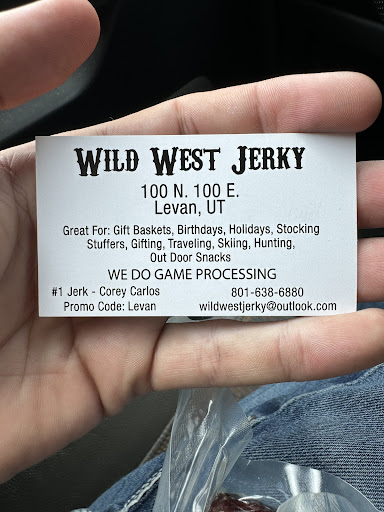 WILD WEST JERKY
100 N. 100 E.
Levan, UT
Great For: Gift Baskets, Birthdays, Holidays, Stocking
Stuffers, Gifting, Traveling, Skiing, Hunting,
Out Door Snacks
WE DO GAME PROCESSING
#1 Jerk - Corey Carlos 801-638-6880
Promo Code: Levan wildwestjerky@outlook.com